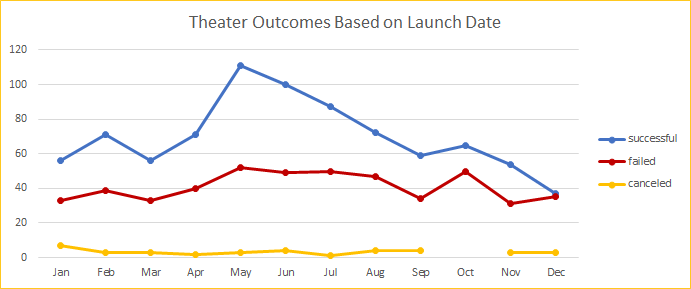 Theater Outcomes Based on Launch Date
120
100
80
60
40
20
0
Jan Feb Mar Apr May Jun Jul Aug Sep Oct Nov Dec
successful
failed
canceled